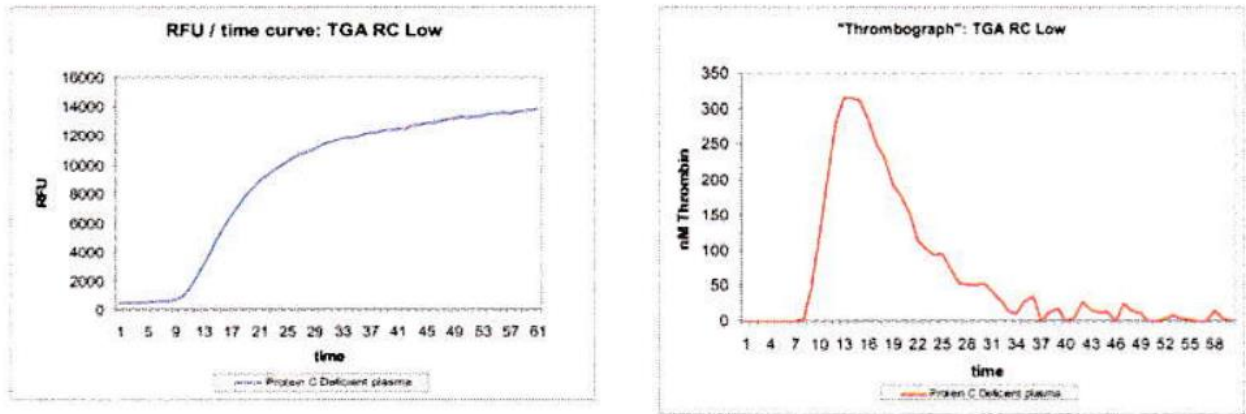 RFU / time curve: TGA RC Low
16000
14000
12000
10000
8000
6000
4000
2000
0
RFU
1 5 9 13 17 21 25 29 33 37 41 45 49 53 57 61
time
Protein C Deficient plasma
"Thrombograph": TGA RC Low
350
300
250
200
150
100
50
0
nM Thrombin
1 4 7 10 13 16 19 22 25 28 31 34 37 40 43 46 49 52 55 58
time
Protein C Deficient plasma